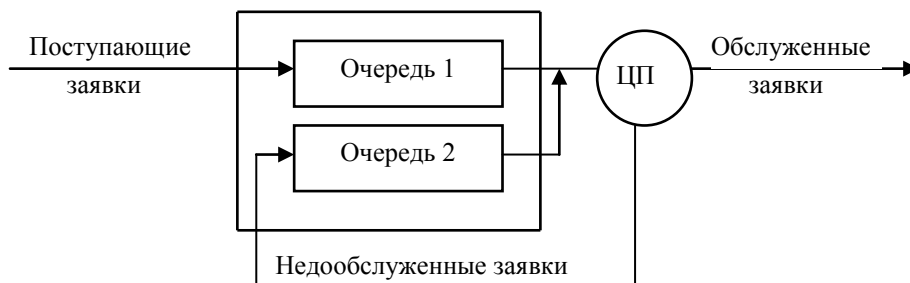 Поступающие
заявки
Очередь 1
Очередь 2
ЦП
Обслуженные
заявки
Недообслуженные заявки